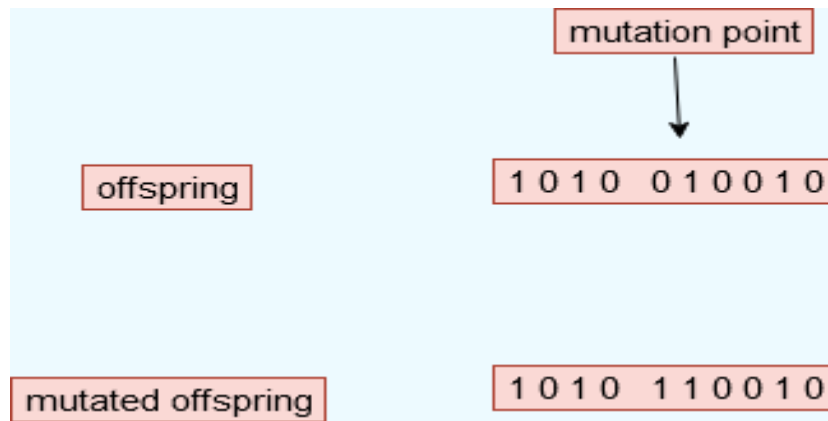 mutation point
offspring
1 0 1 0 0 1 0 0 1 0
mutated offspring
1 0 1 0 1 1 0 0 1 0